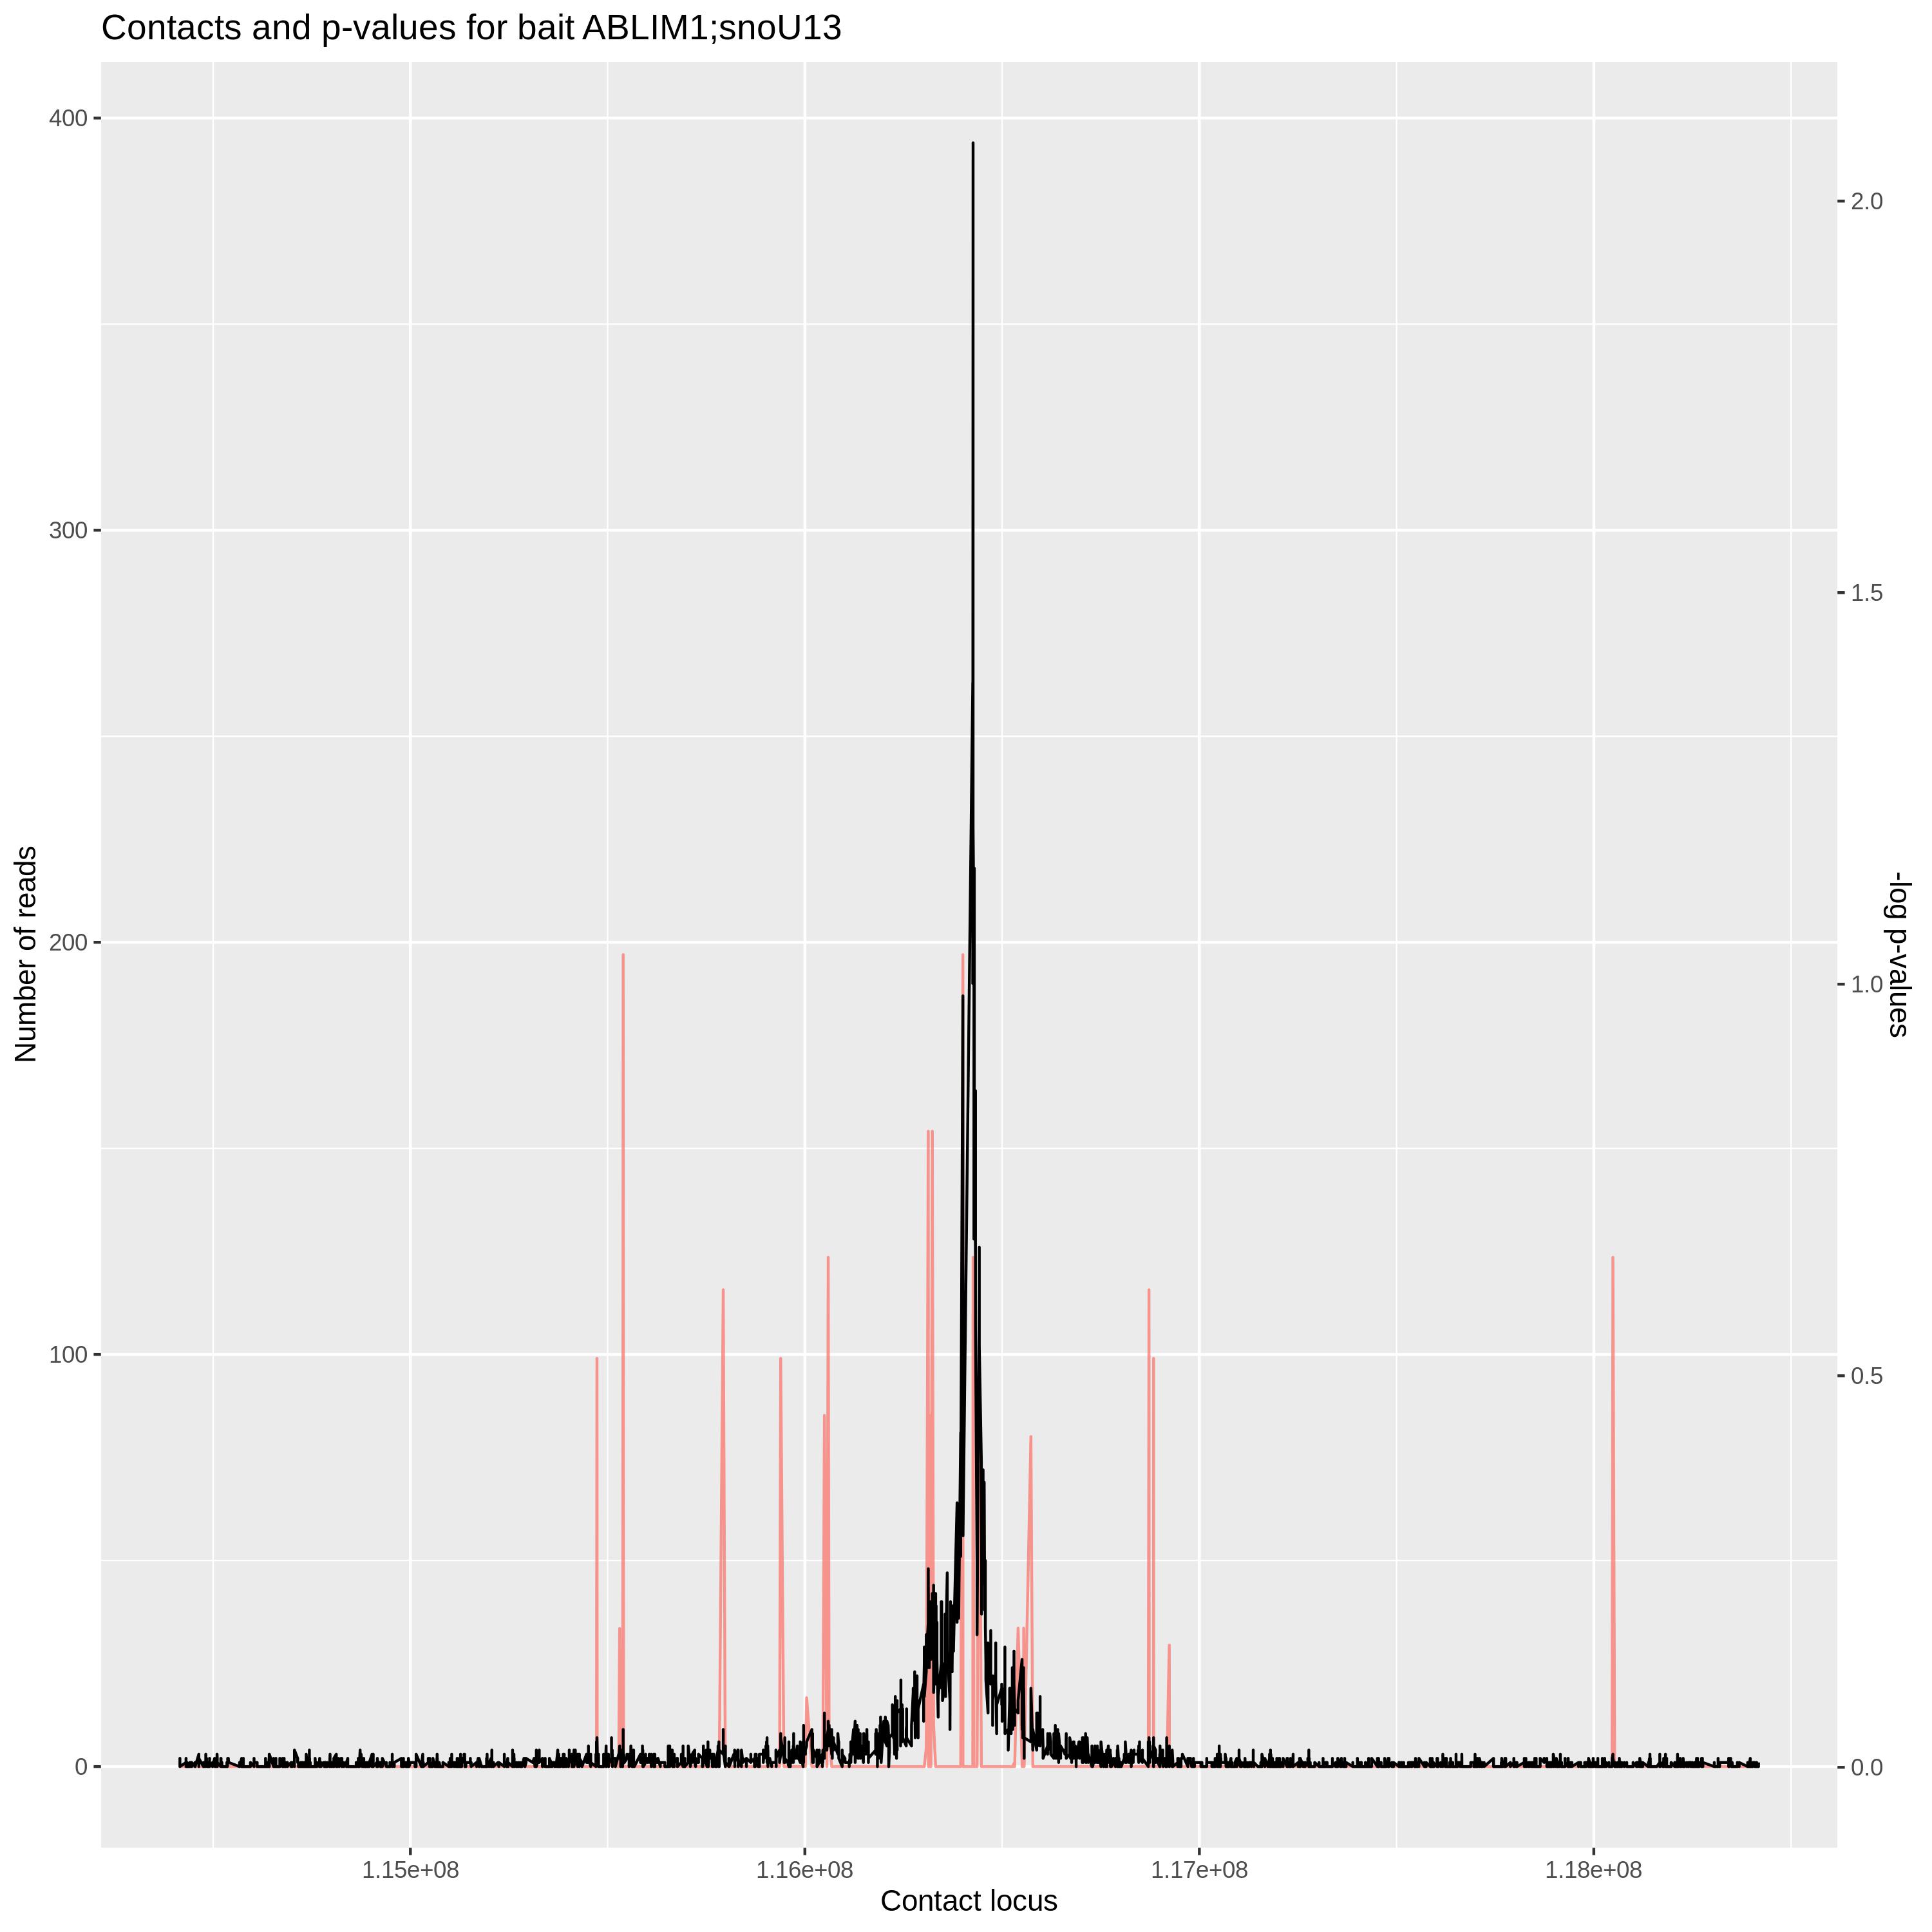 Contacts and p-values for bait ABLIM1;snoU13
400
300
200
100
0
Number of reads
2.0
1.5
1.0
0.5
0.0
-log p-values
1.15e+08
1.16e+08
1.17e+08
1.18e+08
Contact locus